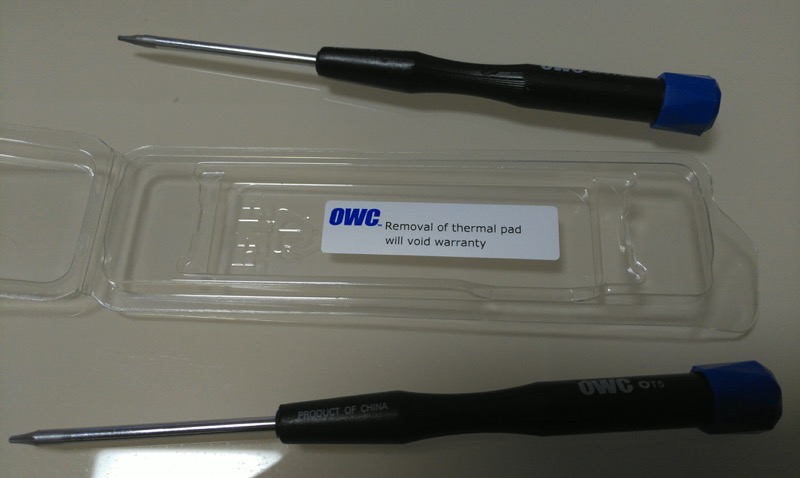 OWC
OWC Removal of thermal pad
will void warranty
PRODUCT OF CHINA
OWC T5